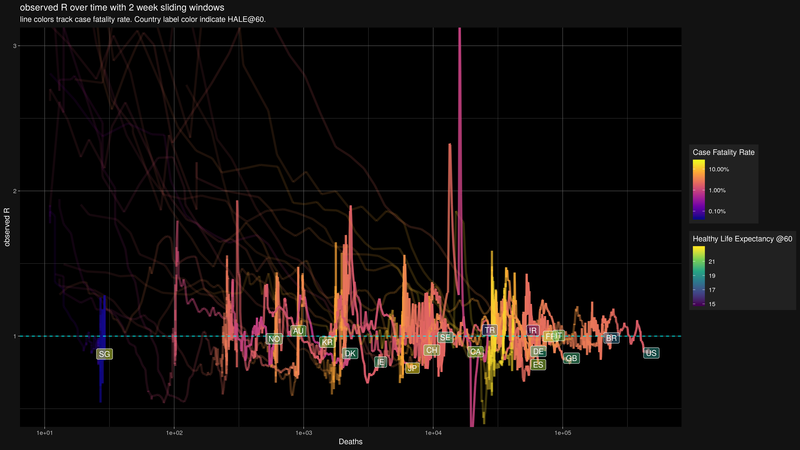 observed R over time with 2 week sliding windows
line colors track case fatality rate. Country label color indicate HALE@60.
3
2
1
observed R
SG
NO
AU
KR
DK
IE
JP
CH
SE
CA
TR
IR
DE
ES
GB
BR
US
1e+01
1e+02
1e+03
1e+04
1e+05
Deaths
Case Fatality Rate
10.00%
1.00%
0.10%
Healthy Life Expectancy @60
21
19
17
15